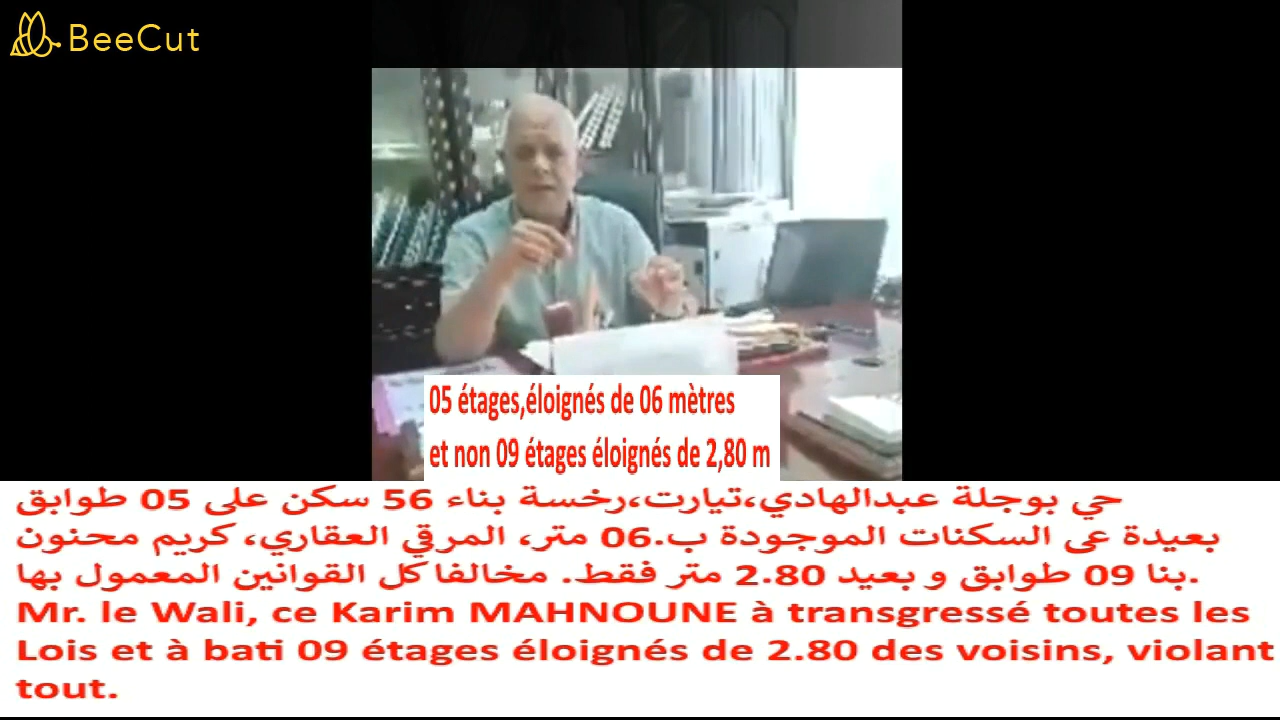 BeeCut
05 étages,éloignés de 06 mètres
et non 09 étages éloignés de 2,80 m
حي بوجلة عبدالهادي،تيارت،رخسة بناء 56 سكن على 05 طوابق
بعيدة عى السكنات الموجودة ب.06 متر، المرقي العقاري، كريم محنون
بنا 09 طوابق و بعيد 2.80 متر فقط. مخالفا كل القوانين المعمول بها.
Mr. le Wali, ce Karim MAHNOUNE à transgressé toutes les
Lois et à bati 09 étages éloignés de 2.80 des voisins, violant
tout.